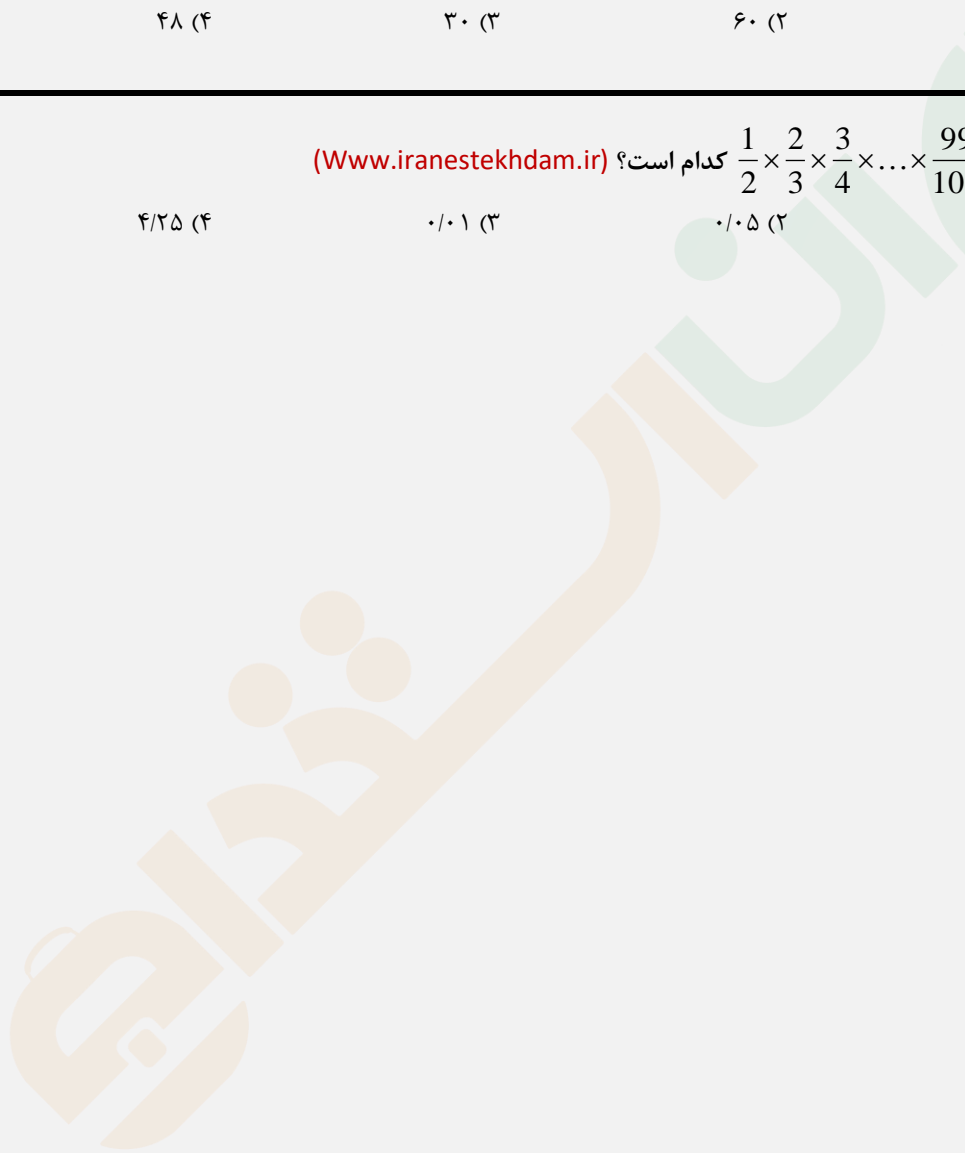 ۲) ۶۰ ۳) ۳۰ ۴) ۴۸
1/2 × 2/3 × 3/4 × ... × کدام است؟ (Www.iranestekhdam.ir)
۲) ۰/۰۵ ۳) ۰/۰۱ ۴) ۴/۲۵